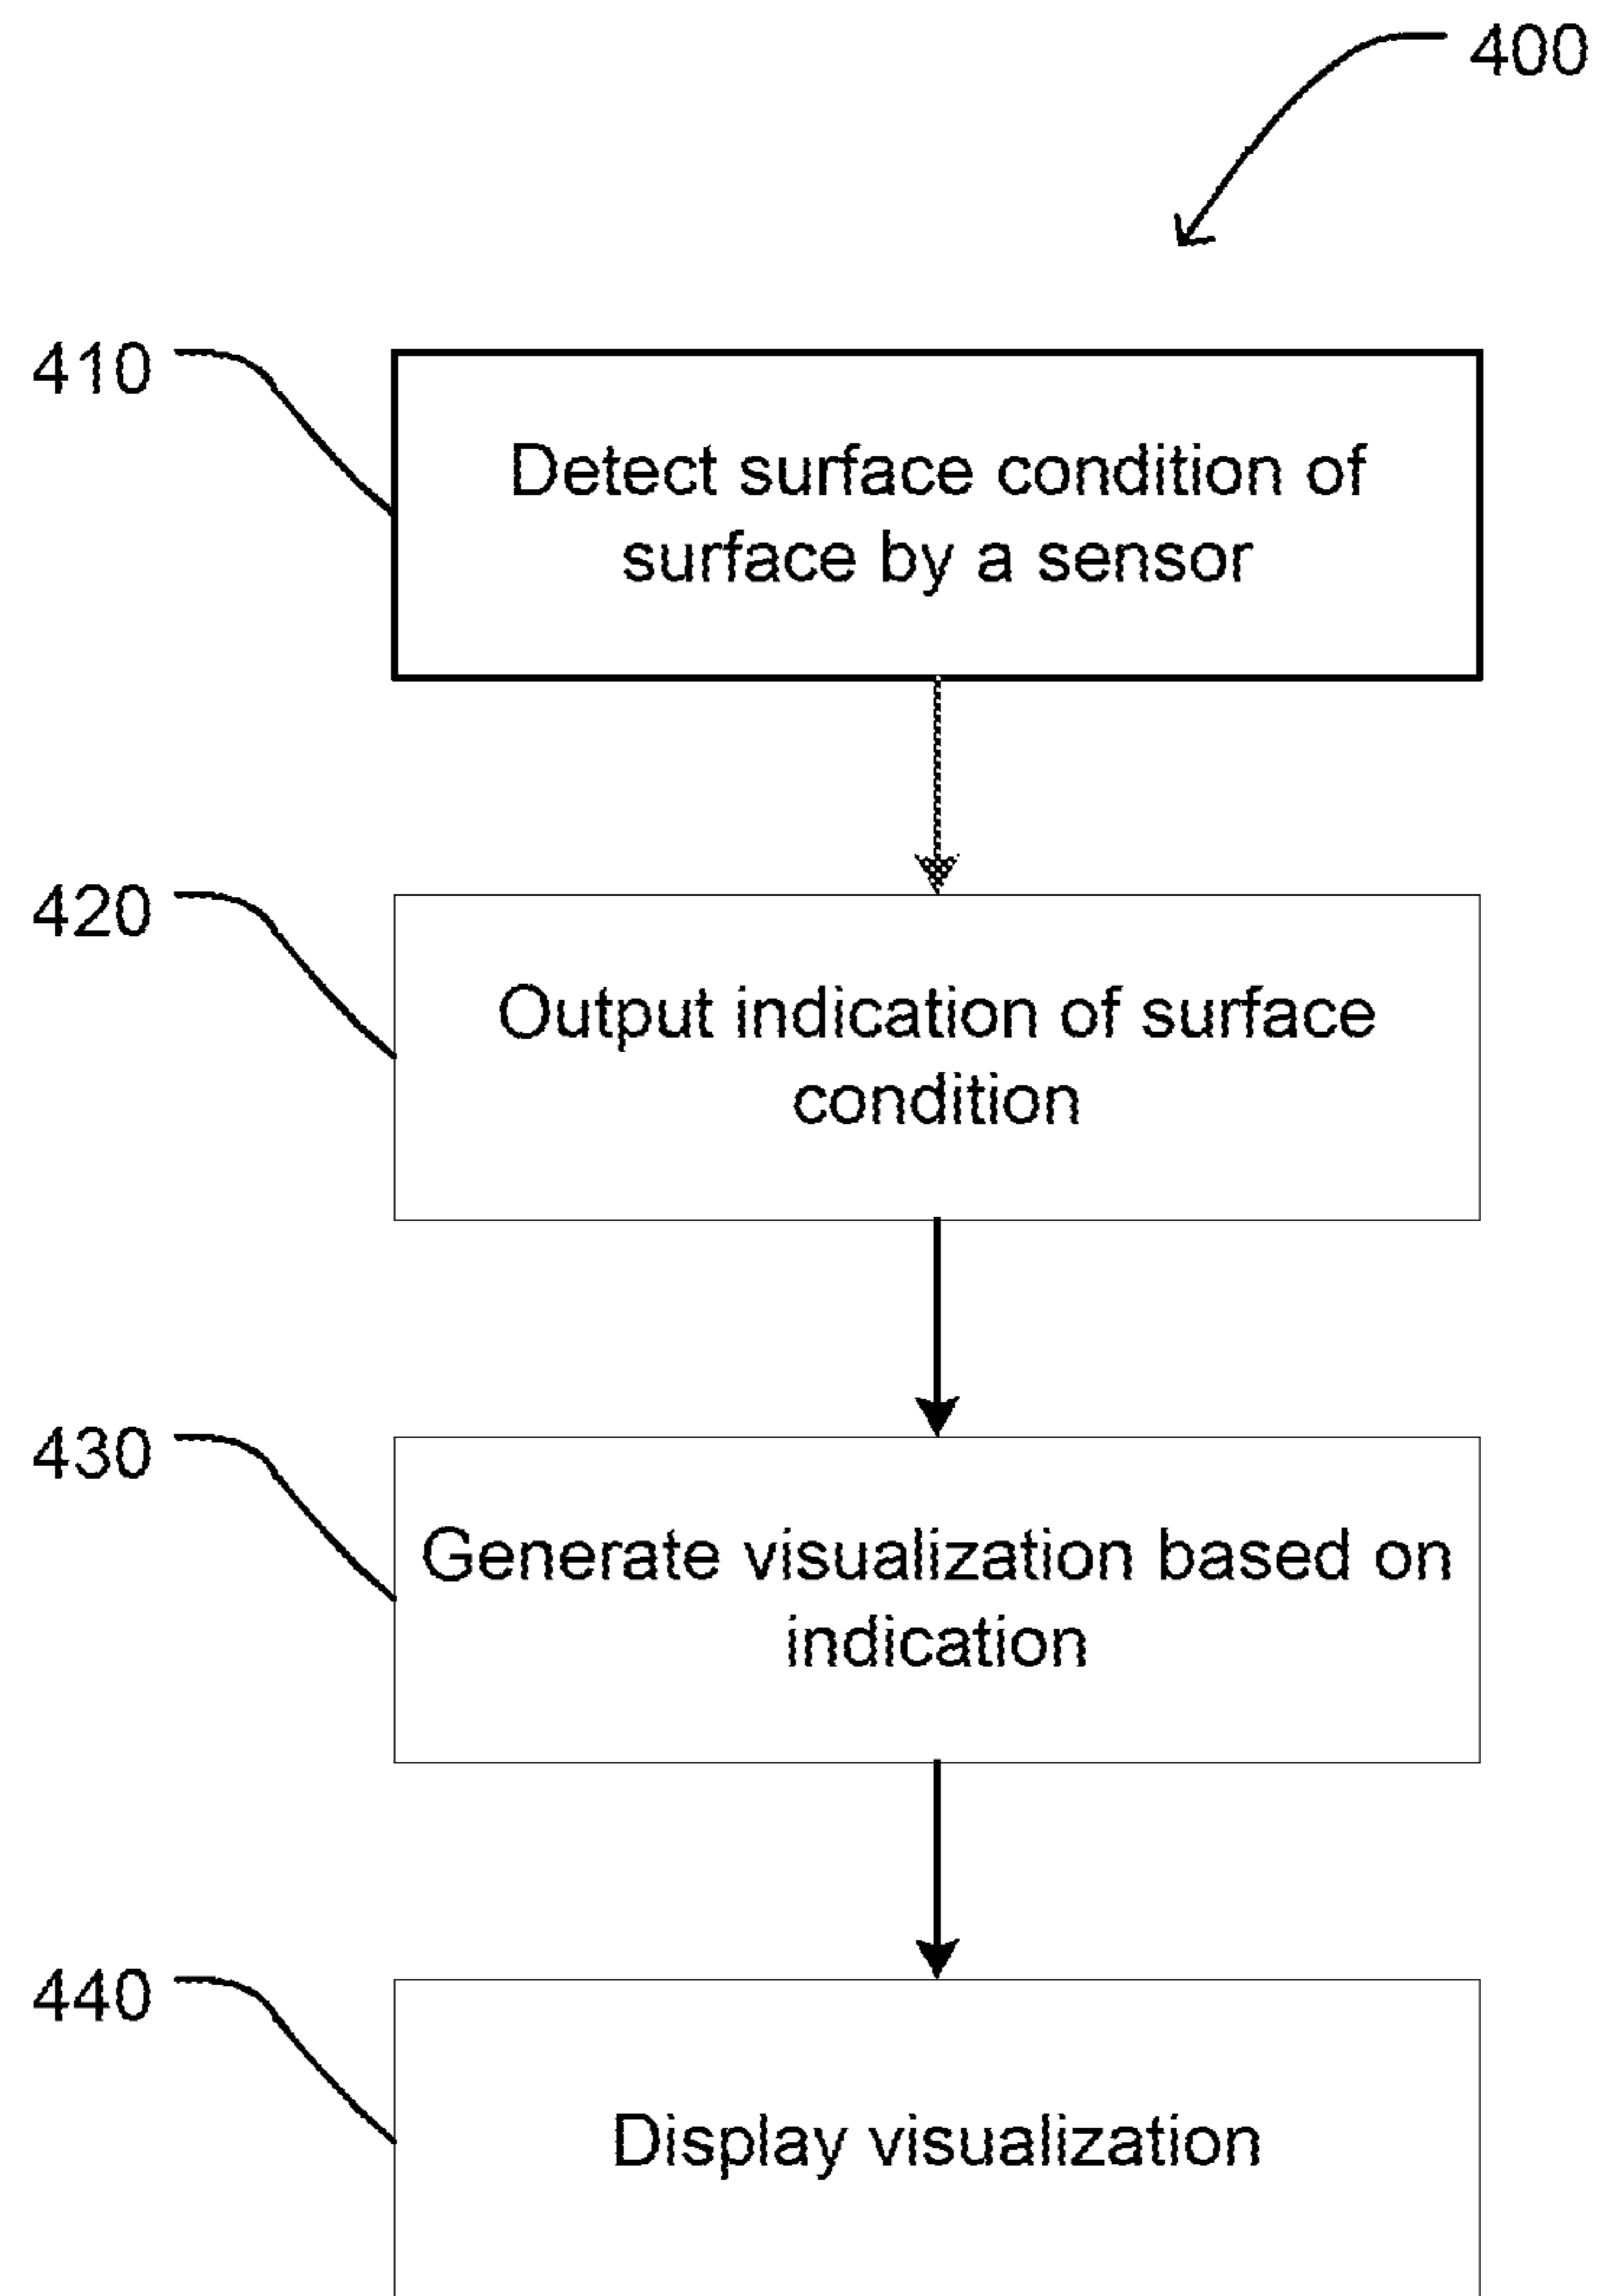 400
410
Detect surface condition of
surface by a sensor
420
Output indication of surface
condition
430
Generate visualization based on
indication
440
Display visualization